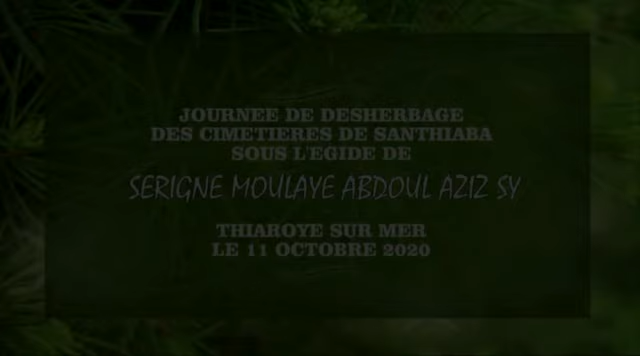 JOURNEE DE DESHERBAGE
DES CIMETIERES DE SANTHIABA
SOUS L'EGIDE DE
SERIGNE MOULAYE ABDOUL AZIZ SY
THIAROYE SUR MER
LE 11 OCTOBRE 2020